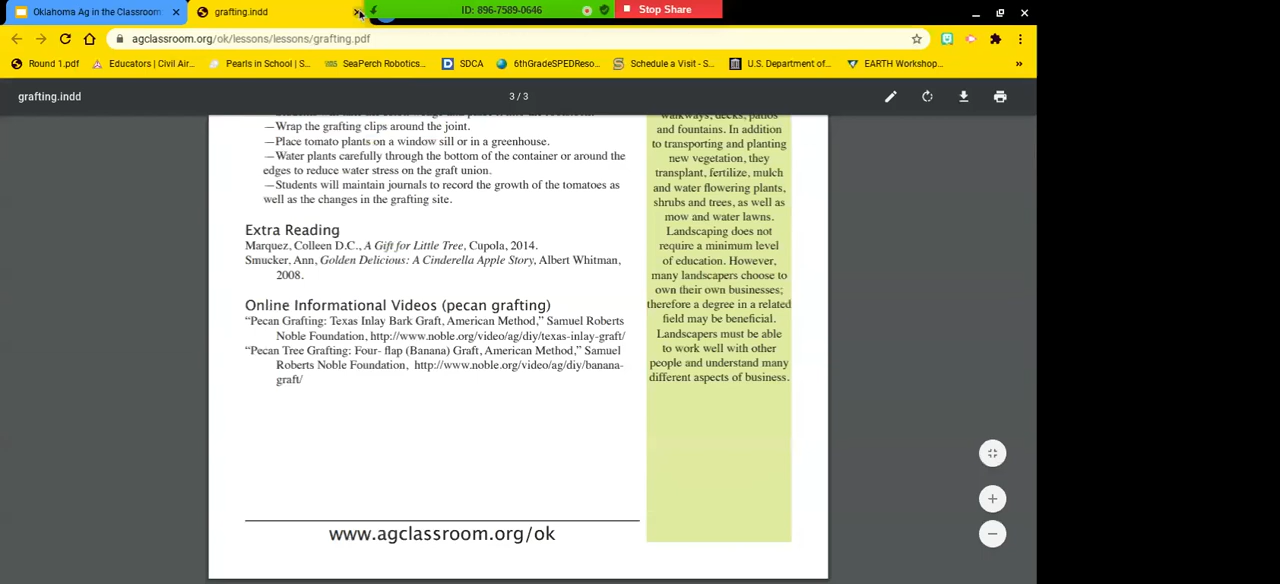 Oklahoma Ag in the Classroom
grafting.indd
ID: 896-7589-0646
Stop Share
agclassroom.org/ok/lessons/lessons/grafting.pdf
Round 1.pdf
Educators | Civil Air...
Pearls in School | S...
SeaPerch Robotics...
SDCA
6thGradeSPEDReso...
Schedule a Visit - S...
U.S. Department of...
EARTH Workshop...
»
grafting.indd
3 / 3
—Wrap the grafting clips around the joint.
—Place tomato plants on a window sill or in a greenhouse.
—Water plants carefully through the bottom of the container or around the
edges to reduce water stress on the graft union.
—Students will maintain journals to record the growth of the tomatoes as
well as the changes in the grafting site.
Extra Reading
Marquez, Colleen D.C., A Gift for Little Tree, Cupola, 2014.
Smucker, Ann, Golden Delicious: A Cinderella Apple Story, Albert Whitman,
2008.
Online Informational Videos (pecan grafting)
“Pecan Grafting: Texas Inlay Bark Graft, American Method,” Samuel Roberts
Noble Foundation, http://www.noble.org/video/ag/diy/texas-inlay-graft/
“Pecan Tree Grafting: Four- flap (Banana) Graft, American Method,” Samuel
Roberts Noble Foundation, http://www.noble.org/video/ag/diy/banana-
graft/
www.agclassroom.org/ok
walkways, decks, patios
and fountains. In addition
to transporting and planting
new vegetation, they
transplant, fertilize, mulch
and water flowering plants,
shrubs and trees, as well as
mow and water lawns.
Landscaping does not
require a minimum level
of education. However,
many landscapers choose to
own their own businesses;
therefore a degree in a related
field may be beneficial.
Landscapers must be able
to work well with other
people and understand many
different aspects of business.